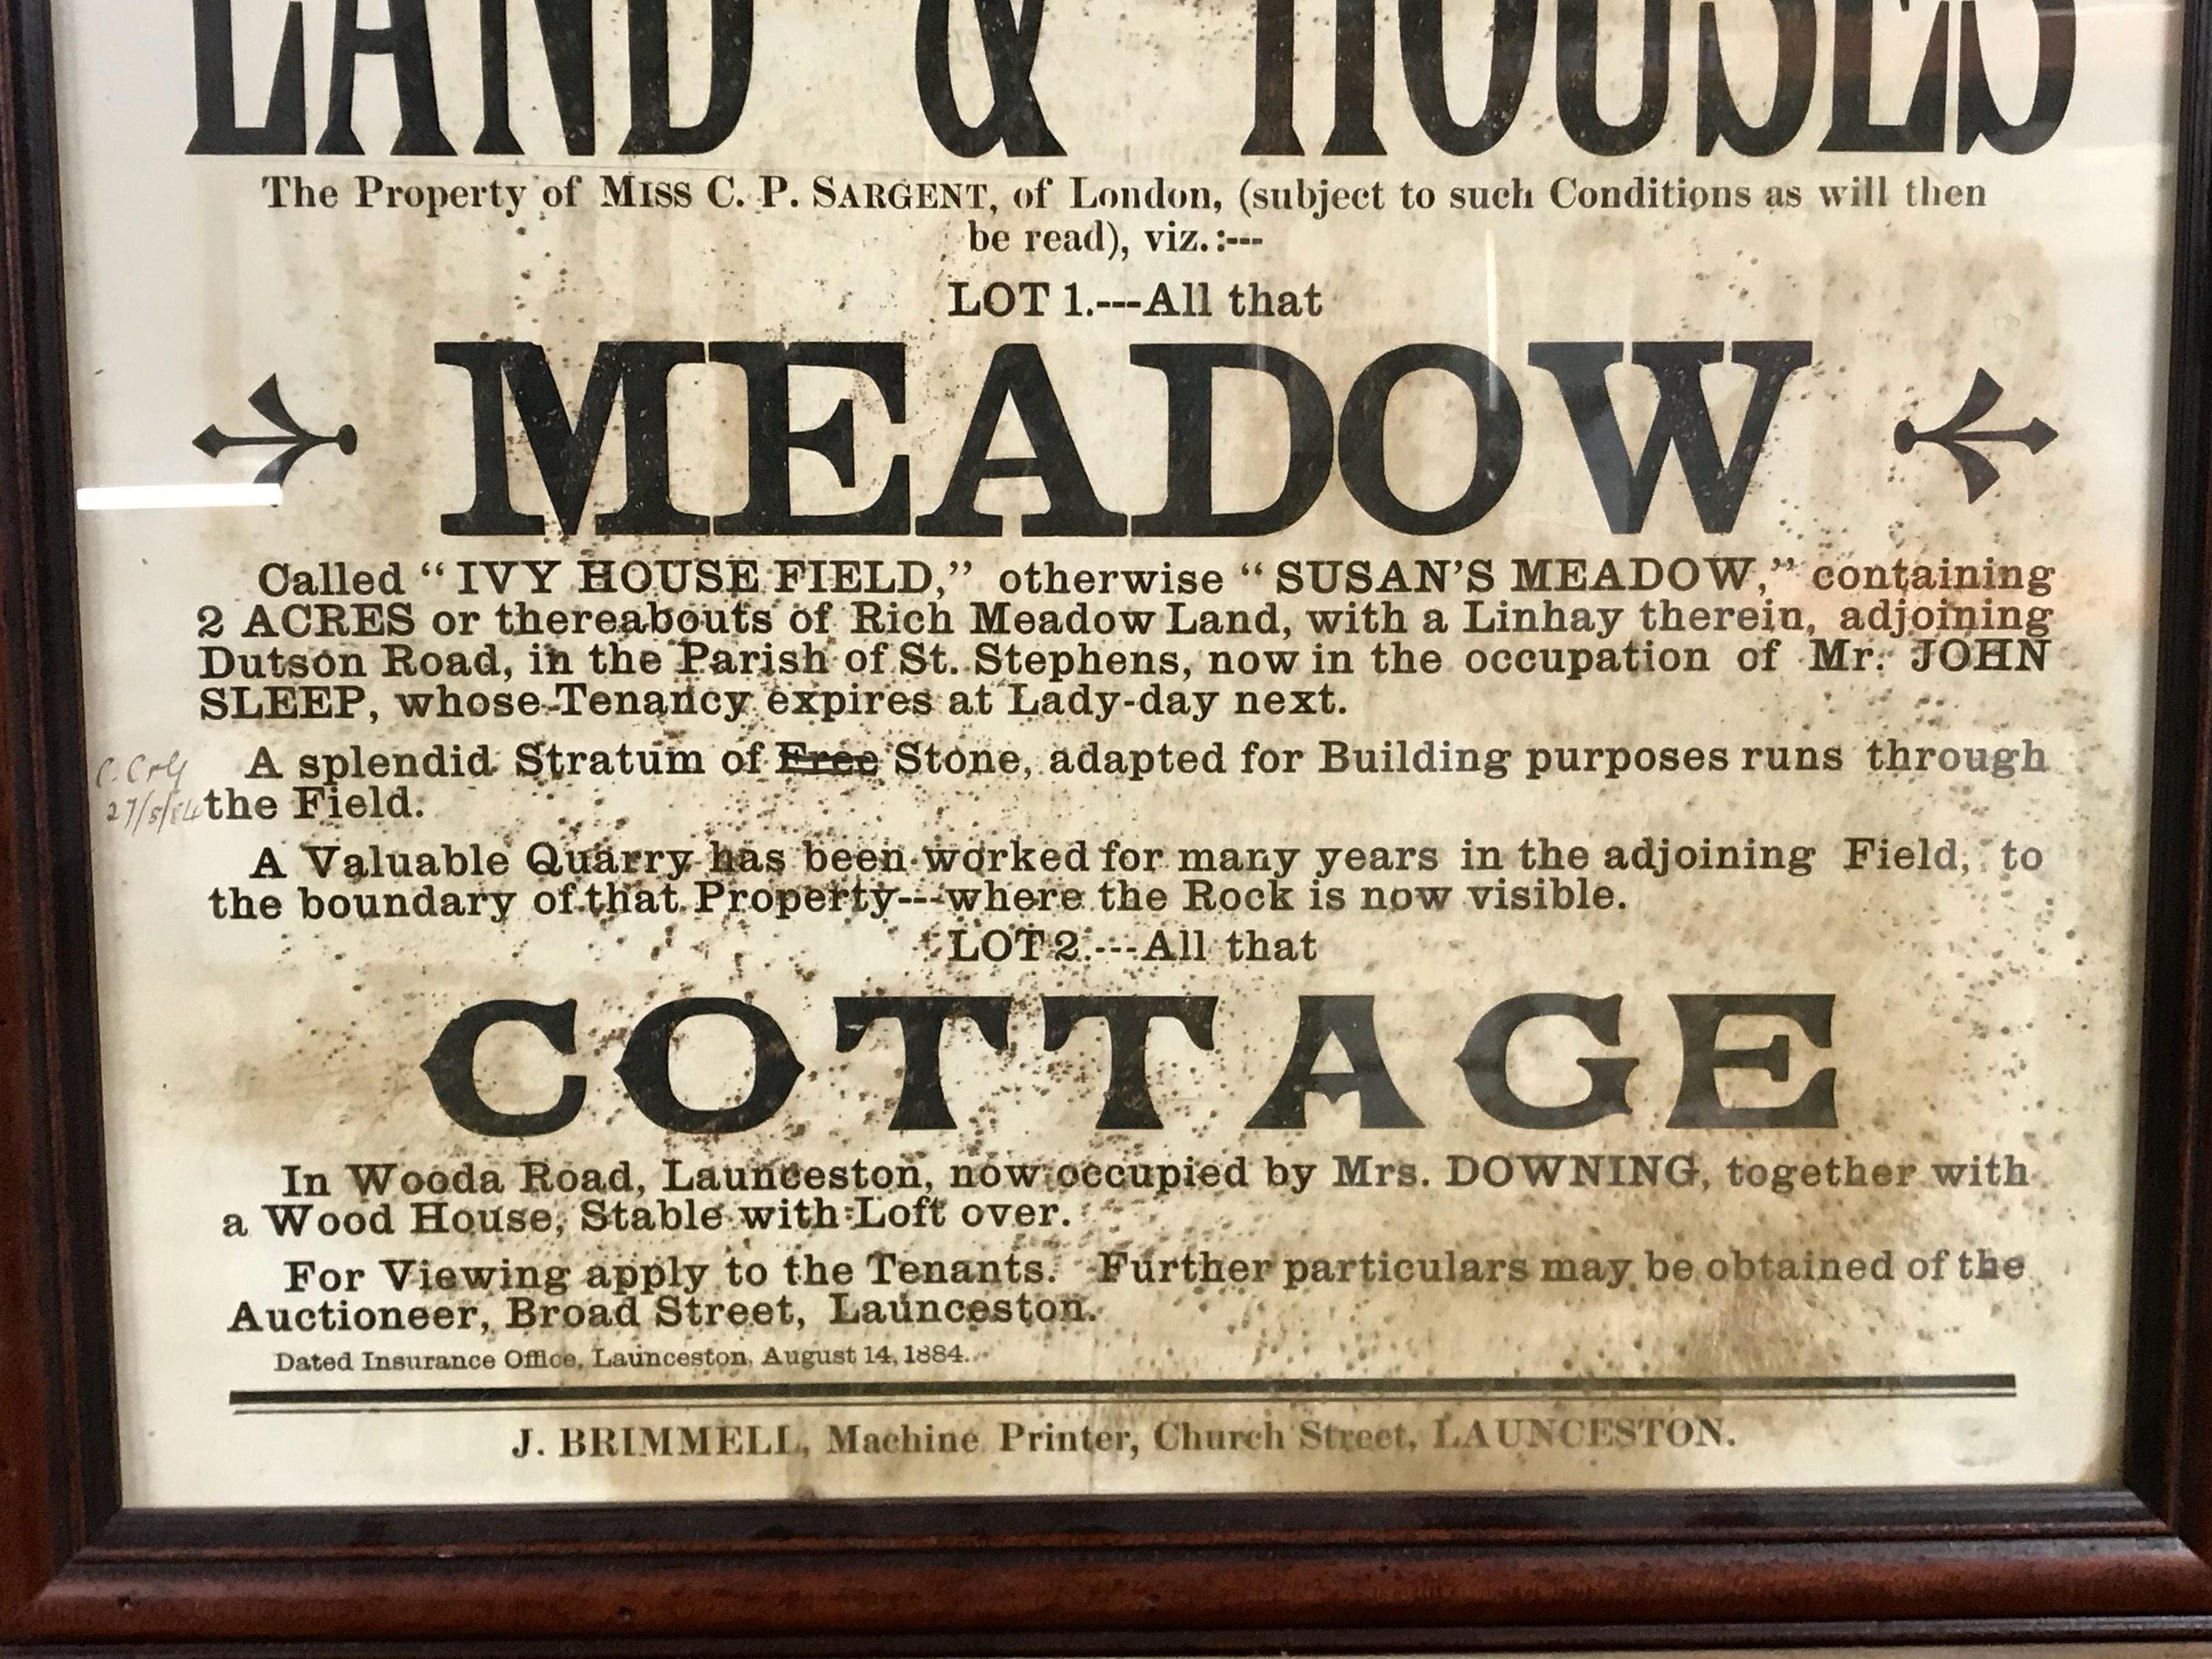 LAND & HOUSES
The Property of MISS C. P. SARGENT, of London, (subject to such Conditions as will then
be read), viz.:---
LOT 1.---All that
MEADOW
Called "IVY HOUSE FIELD," otherwise "SUSAN'S MEADOW," containing
2 ACRES or thereabouts of Rich Meadow Land, with a Linhay therein, adjoining
Dutson Road, in the Parish of St. Stephens, now in the occupation of Mr. JOHN
SLEEP, whose Tenancy expires at Lady-day next.
A splendid Stratum of Free Stone, adapted for Building purposes runs through
27/8/84 the Field.
A Valuable Quarry has been worked for many years in the adjoining Field, to
the boundary of that Property---where the Rock is now visible.
LOT 2.---All that
COTTAGE
In Wooda Road, Launceston, now occupied by Mrs. DOWNING, together with
a Wood House, Stable with Loft over.
For Viewing apply to the Tenants. Further particulars may be obtained of the
Auctioneer, Broad Street, Launceston.
Dated Insurance Office, Launceston, August 14, 1884.
J. BRIMMELL, Machine Printer, Church Street, LAUNCESTON.